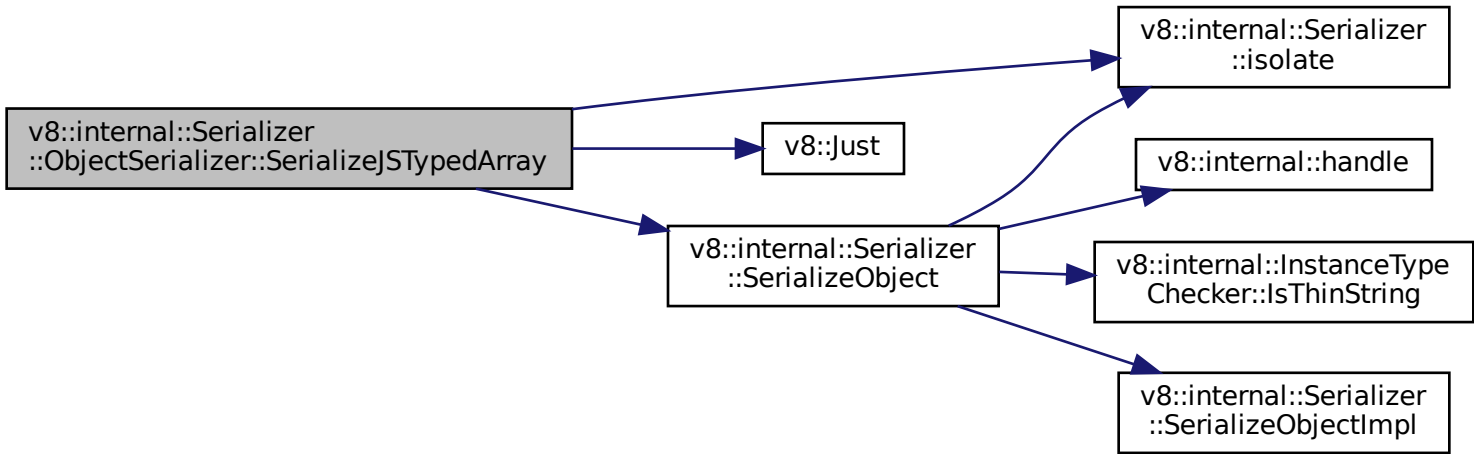 v8::internal::Serializer
::ObjectSerializer::SerializeJSTypedArray
v8::Just
v8::internal::Serializer
::SerializeObject
v8::internal::Serializer
::isolate
v8::internal::handle
v8::internal::InstanceType
Checker::IsThinString
v8::internal::Serializer
::SerializeObjectImpl